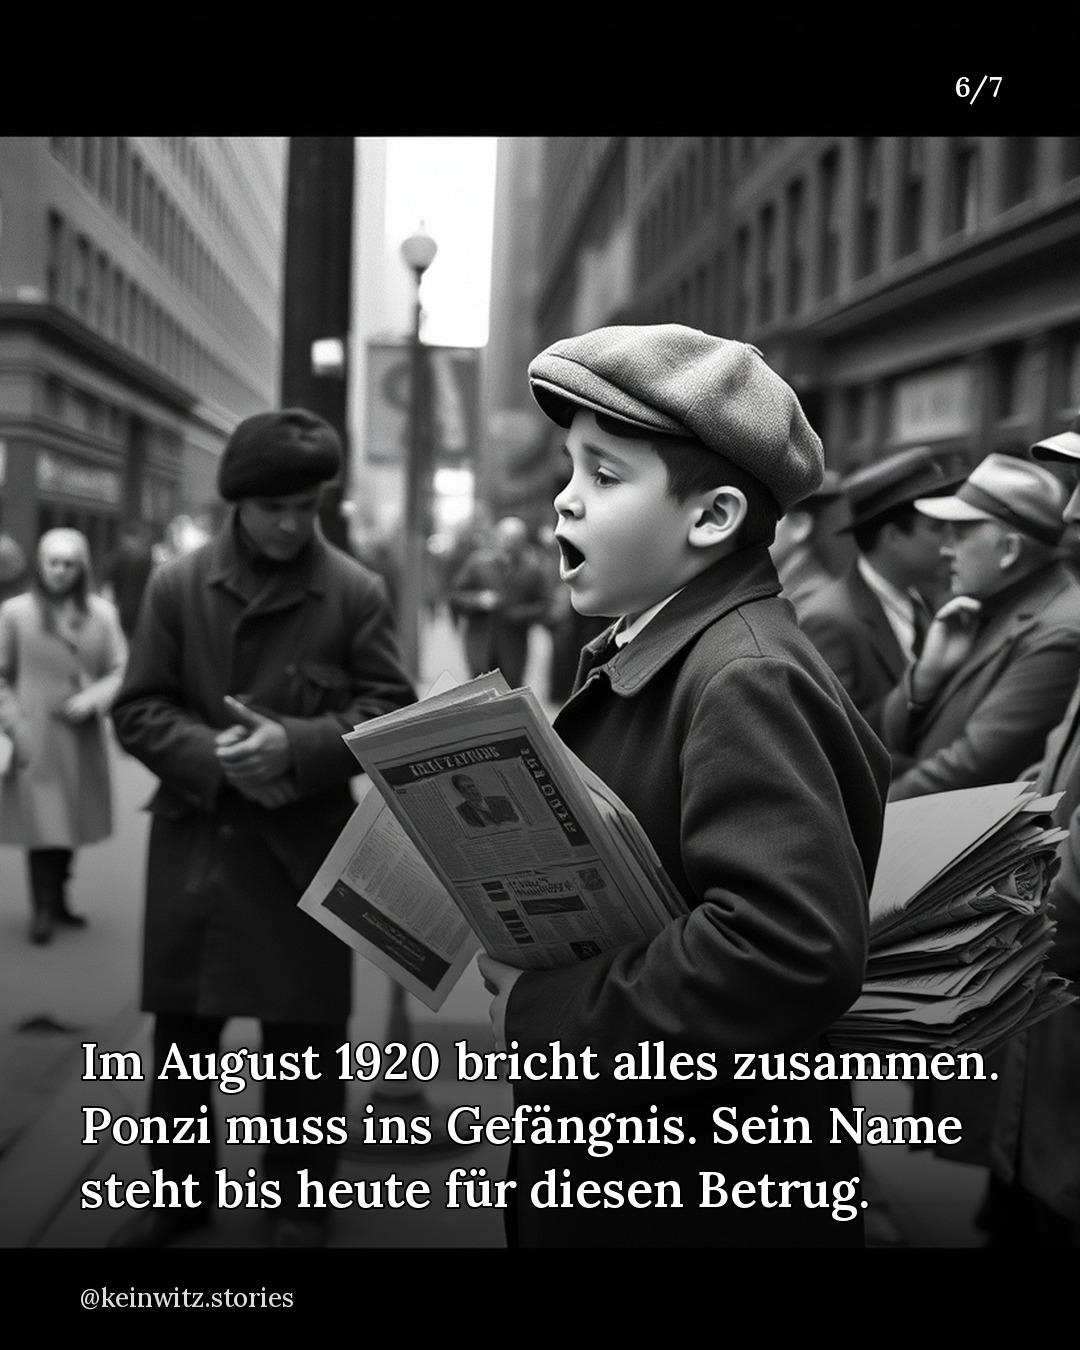 6/7
Im August 1920 bricht alles zusammen.
Ponzi muss ins Gefängnis. Sein Name
steht bis heute für diesen Betrug.
@keinwitz.stories